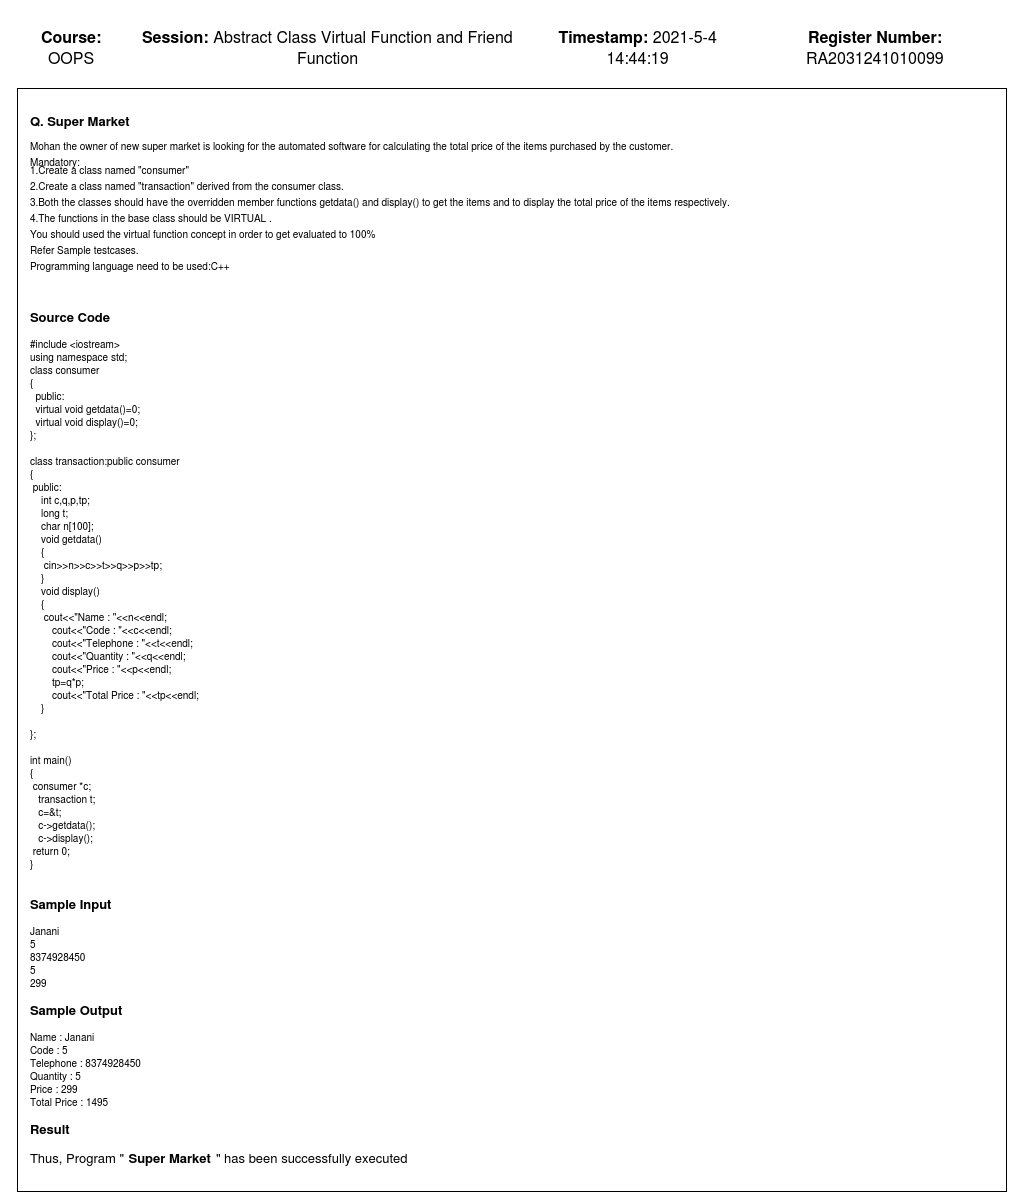 Course:
OOPS
Session: Abstract Class Virtual Function and Friend
Function
Timestamp: 2021-5-4
14:44:19
Register Number:
RA2031241010099
Q. Super Market
Mohan the owner of new super market is looking for the automated software for calculating the total price of the items purchased by the customer.
Mandatory:
1.Create a class named "consumer"
2.Create a class named "transaction" derived from the consumer class.
3.Both the classes should have the overridden member functions getdata() and display() to get the items and to display the total price of the items respectively.
4.The functions in the base class should be VIRTUAL .
You should used the virtual function concept in order to get evaluated to 100%
Refer Sample testcases.
Programming language need to be used:C++
Source Code
#include <iostream>
using namespace std;
class consumer
{
public:
virtual void getdata()=0;
virtual void display()=0;
};
class transaction:public consumer
{
public:
int c,q,p,tp;
long t;
char n[100];
void getdata()
{
cin>>n>>c>>t>>q>>p>>tp;
}
void display()
{
cout<<"Name : "<<n<<endl;
cout<<"Code : "<<c<<endl;
cout<<"Telephone : "<<t<<endl;
cout<<"Quantity : "<<q<<endl;
cout<<"Price : "<<p<<endl;
tp=q*p;
cout<<"Total Price : "<<tp<<endl;
}
};
int main()
{
consumer *c;
transaction t;
c=&t;
c->getdata();
c->display();
return 0;
}
Sample Input
Janani
5
8374928450
5
299
Sample Output
Name : Janani
Code : 5
Telephone : 8374928450
Quantity : 5
Price : 299
Total Price : 1495
Result
Thus, Program " Super Market " has been successfully executed